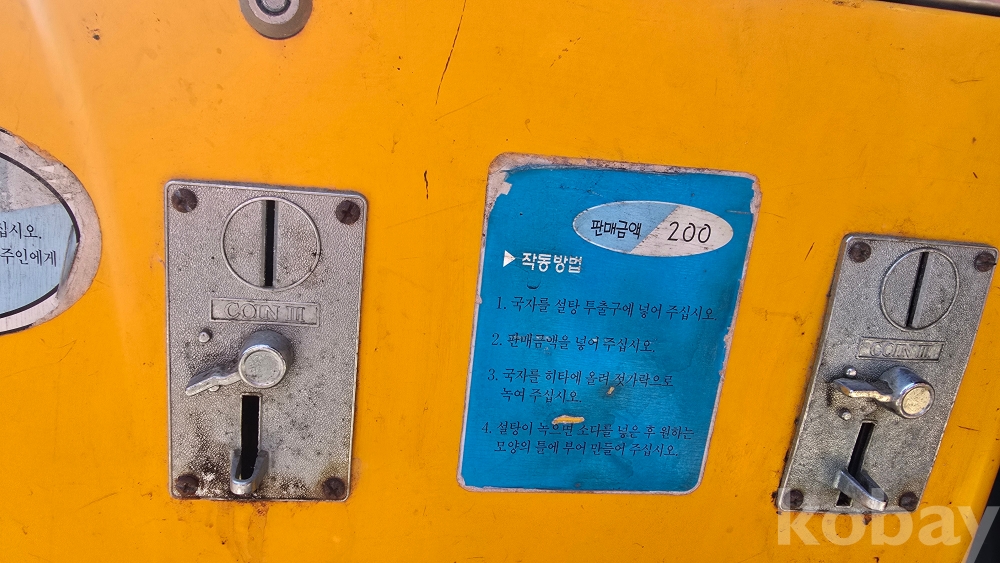 십시오.
주인에게
COIN III
판매금액 200
▶작동방법
1. 국자를 설탕 투출구에 넣어 주십시오.
2. 판매금액을 넣어 주십시오.
3. 국자를 히타에 올려 젓가락으로
녹여 주십시오.
4. 설탕이 녹으면 소다를 넣은 후 원하는
모양의 틀에 부어 만들어 주십시오.
COIN III
kobay